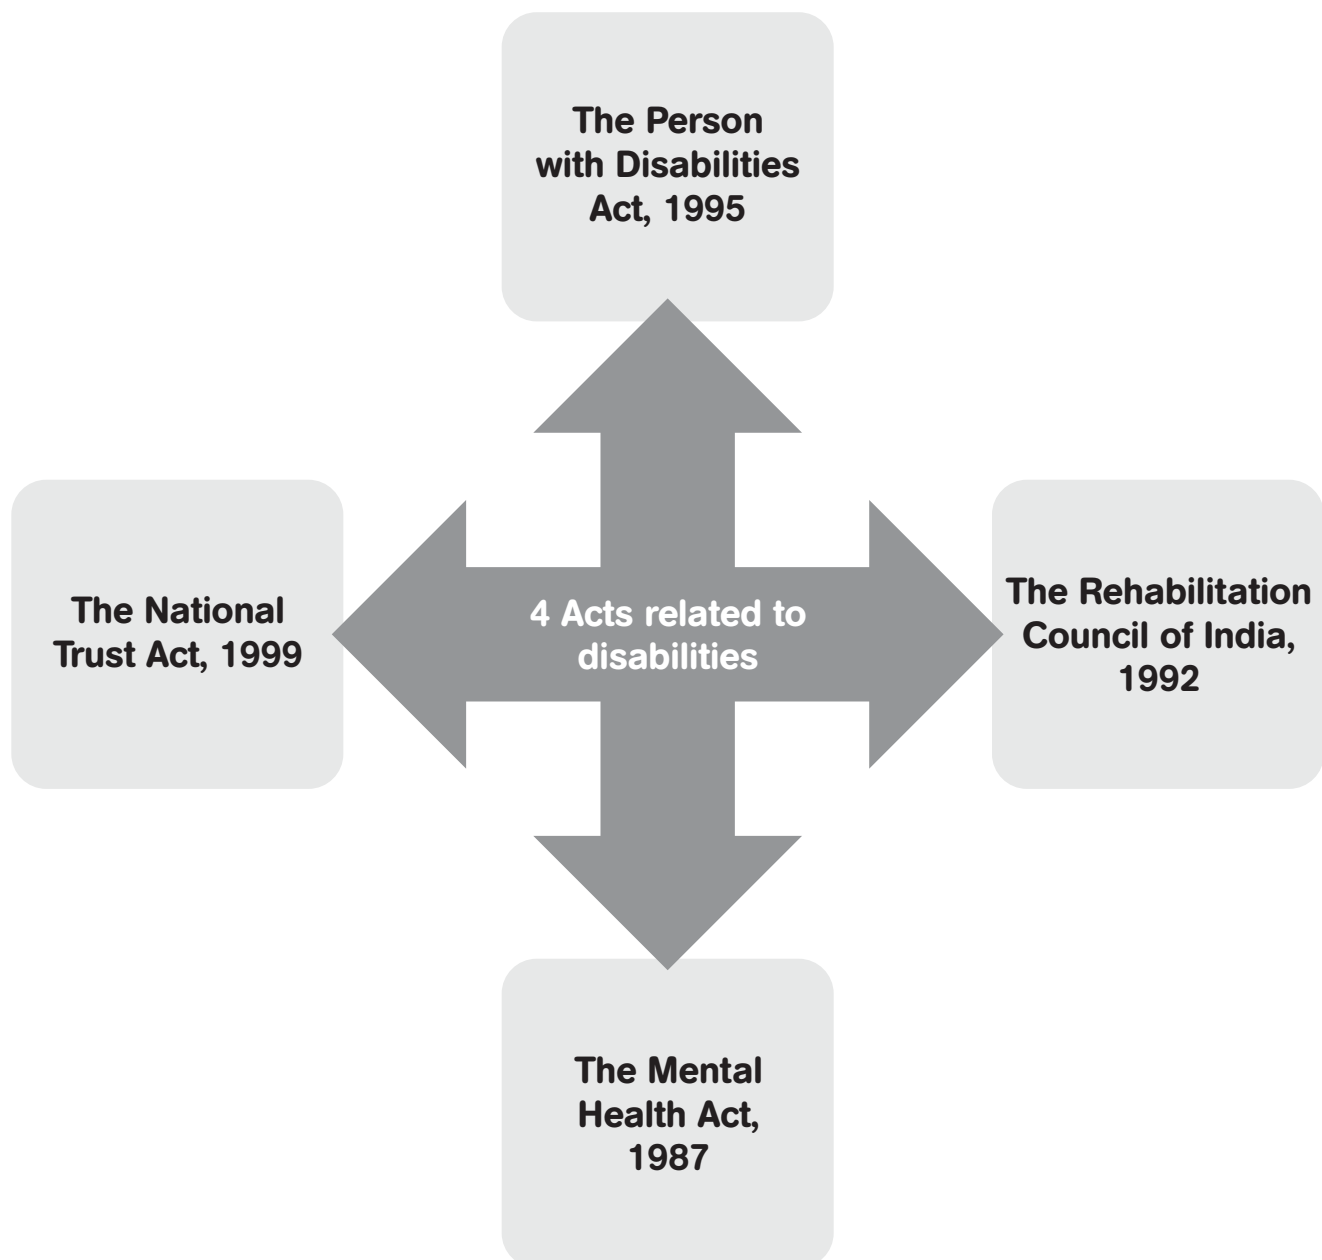 The Person
with Disabilities
Act, 1995
The National
Trust Act, 1999
4 Acts related to
disabilities
The Rehabilitation
Council of India,
1992
The Mental
Health Act,
1987